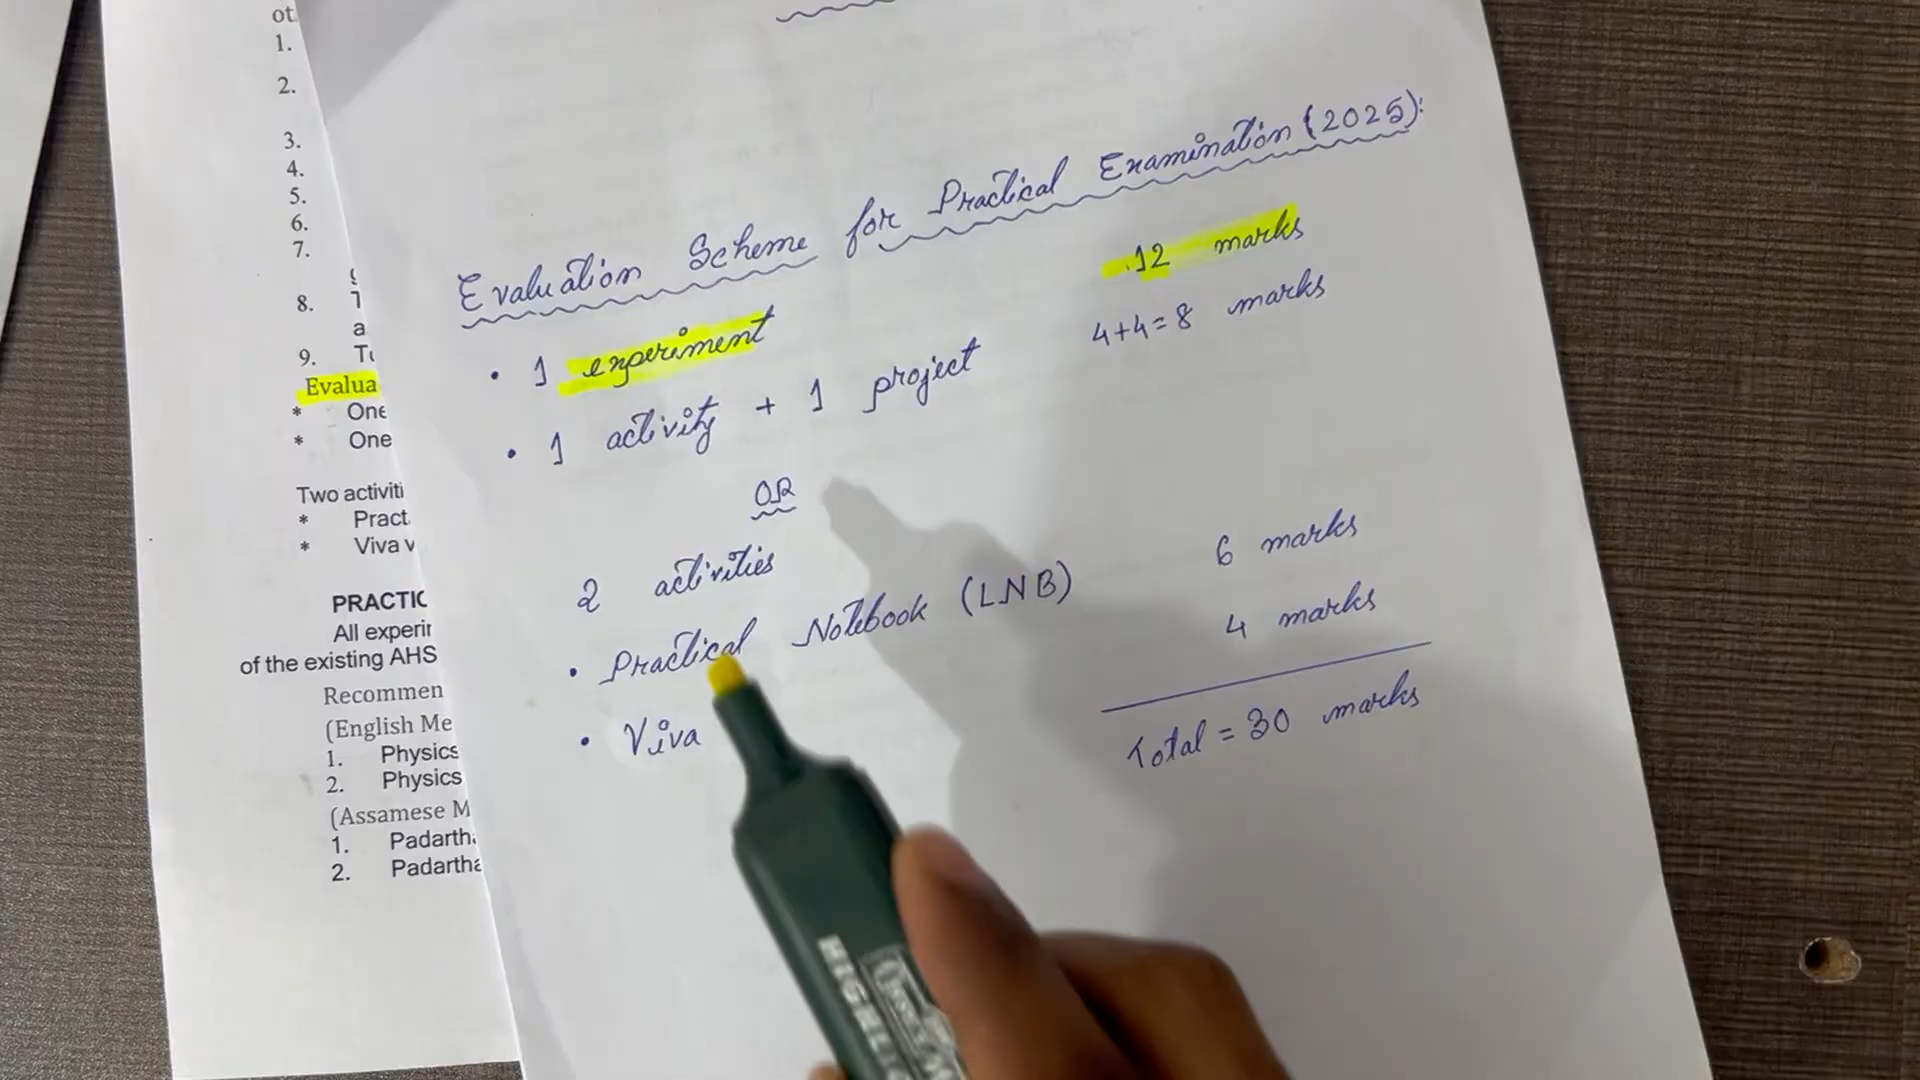 ot
1.
2.
3.
4.
5.
6.
7.
8.
a
9.
Evalua
* One
* One
Two activiti
* Pract
* Viva v
PRACTIC
All experir
of the existing AHS
Recommen
(English Me
1. Physics
2. Physics
(Assamese M
1. Padartha
2. Padartha
Evaluation Scheme for Practical Examination (2025):
• 1 experiment 12 marks
• 1 activity + 1 project 4+4=8 marks
OR
2 activities
• Practical Notebook (LNB) 6 marks
• Viva 4 marks
Total = 30 marks